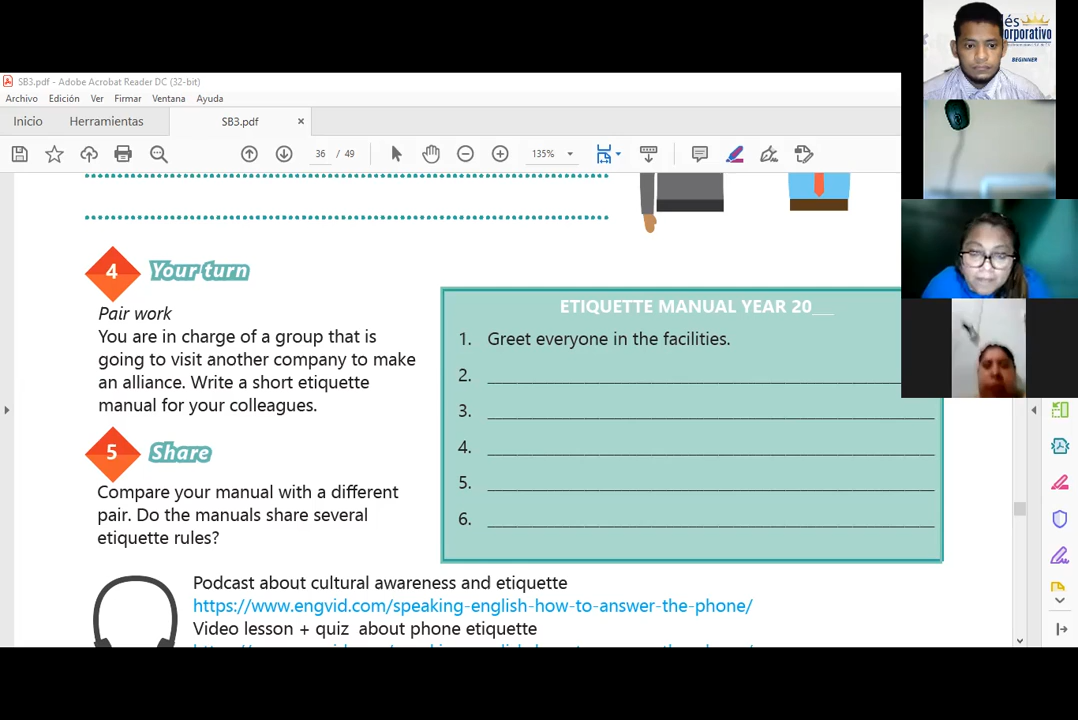 SB3.pdf - Adobe Acrobat Reader DC (32-bit)
Archivo Edición Ver Firmar Ventana Ayuda
Inicio Herramientas SB3.pdf ×
36 / 49 135%
4 Your turn
Pair work
You are in charge of a group that is
going to visit another company to make
an alliance. Write a short etiquette
manual for your colleagues.
5 Share
Compare your manual with a different
pair. Do the manuals share several
etiquette rules?
ETIQUETTE MANUAL YEAR 20__
1. Greet everyone in the facilities.
2.
3.
4.
5.
6.
Podcast about cultural awareness and etiquette
https://www.engvid.com/speaking-english-how-to-answer-the-phone/
Video lesson + quiz about phone etiquette
BEGINNER